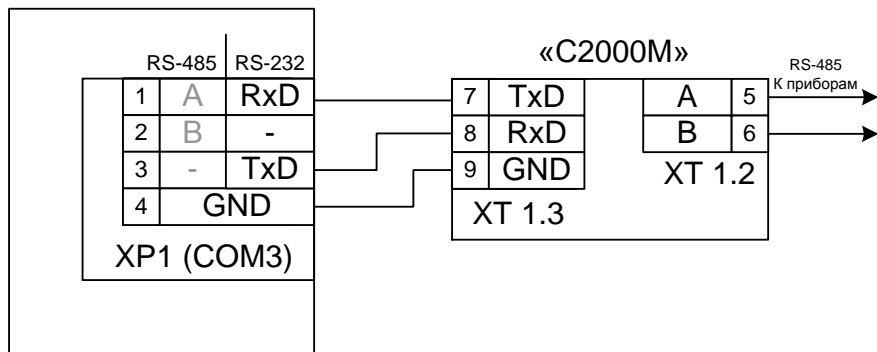 RS-485 RS-232
1 A RxD
2 B -
3 - TxD
4 GND
XP1 (COM3)
«С2000М»
7 TxD
8 RxD
9 GND
XT 1.3
A 5
B 6
XT 1.2
RS-485
К приборам